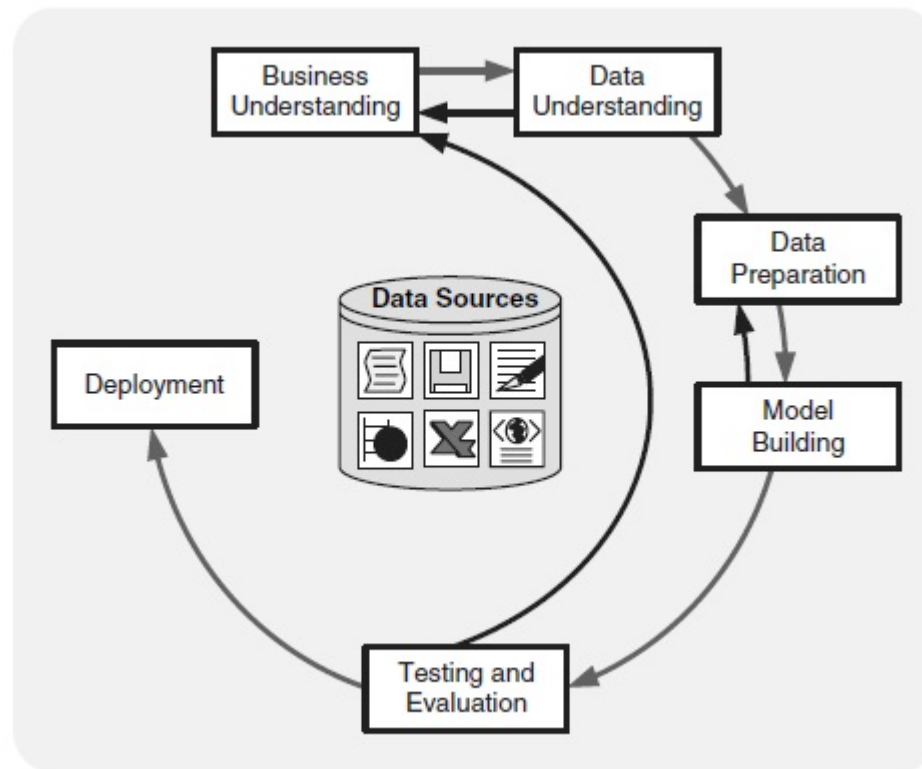 Business
Understanding
Data
Understanding
Data
Preparation
Data Sources
Deployment
Model
Building
Testing and
Evaluation